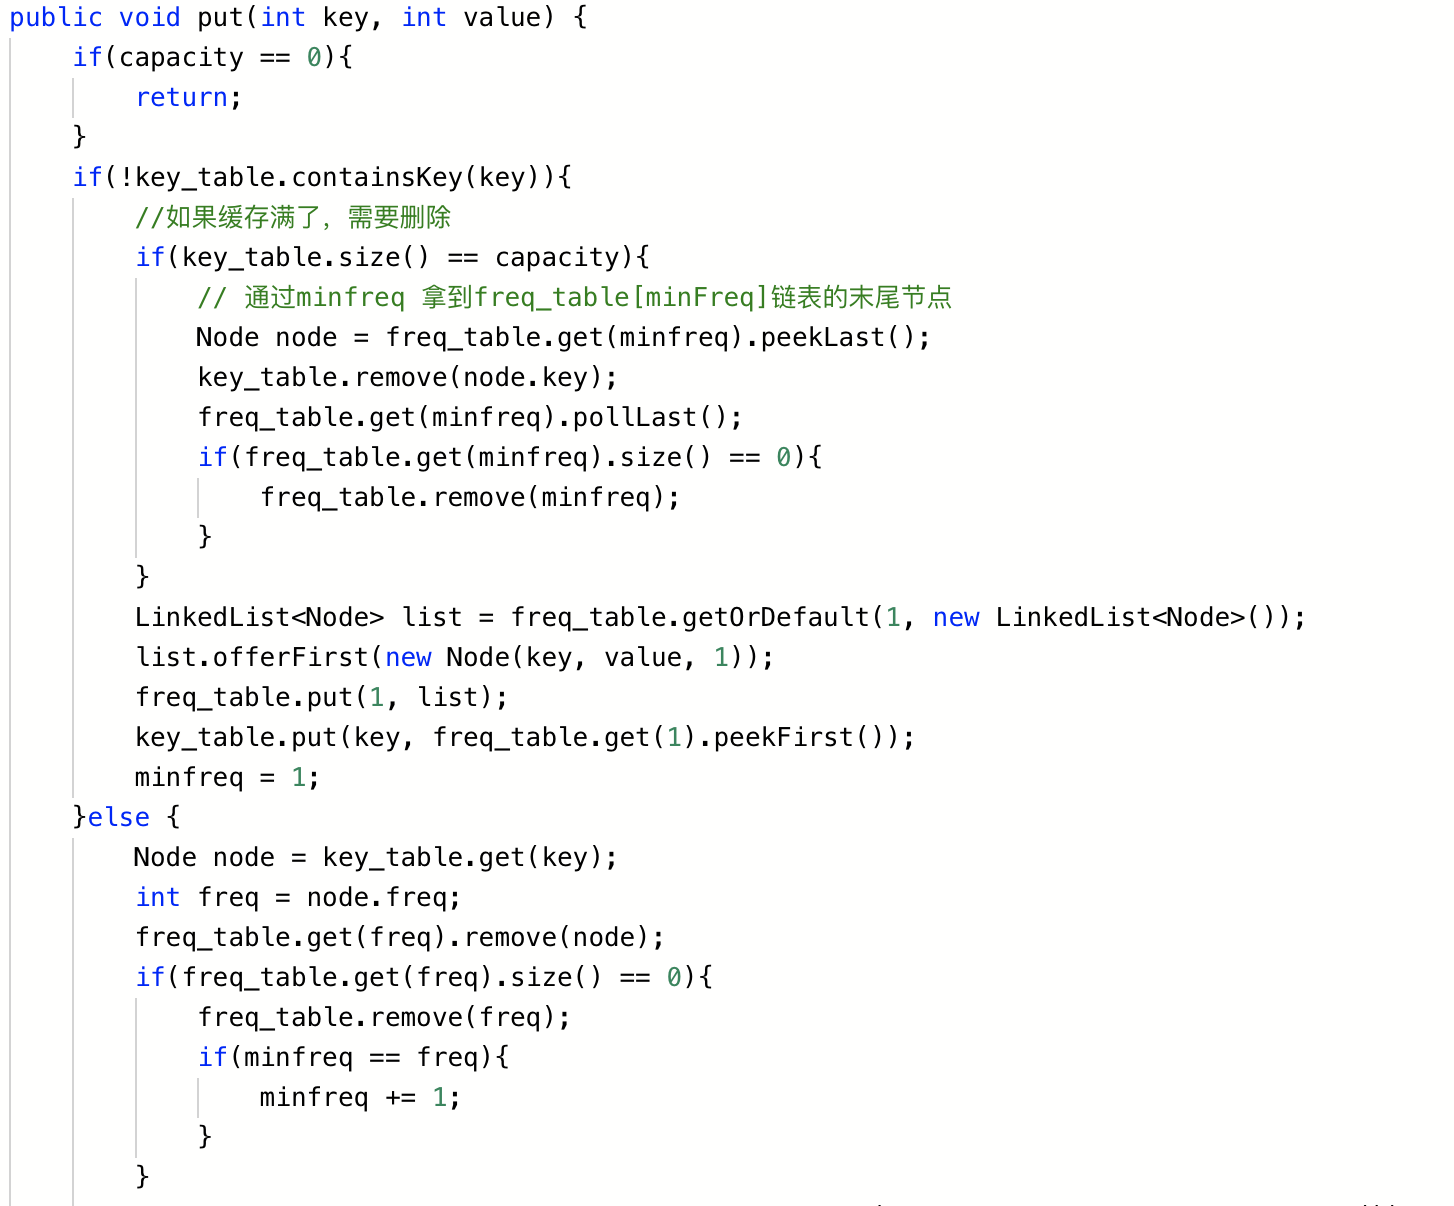 public void put(int key, int value) {
    if(capacity == 0){
        return;
    }
    if(!key_table.containsKey(key)){
        //如果缓存满了，需要删除
        if(key_table.size() == capacity){
            // 通过minfreq 拿到freq_table[minFreq]链表的末尾节点
            Node node = freq_table.get(minfreq).peekLast();
            key_table.remove(node.key);
            freq_table.get(minfreq).pollLast();
            if(freq_table.get(minfreq).size() == 0){
                freq_table.remove(minfreq);
            }
        }
        LinkedList<Node> list = freq_table.getOrDefault(1, new LinkedList<Node>());
        list.offerFirst(new Node(key, value, 1));
        freq_table.put(1, list);
        key_table.put(key, freq_table.get(1).peekFirst());
        minfreq = 1;
    }else {
        Node node = key_table.get(key);
        int freq = node.freq;
        freq_table.get(freq).remove(node);
        if(freq_table.get(freq).size() == 0){
            freq_table.remove(freq);
            if(minfreq == freq){
                minfreq += 1;
            }
        }